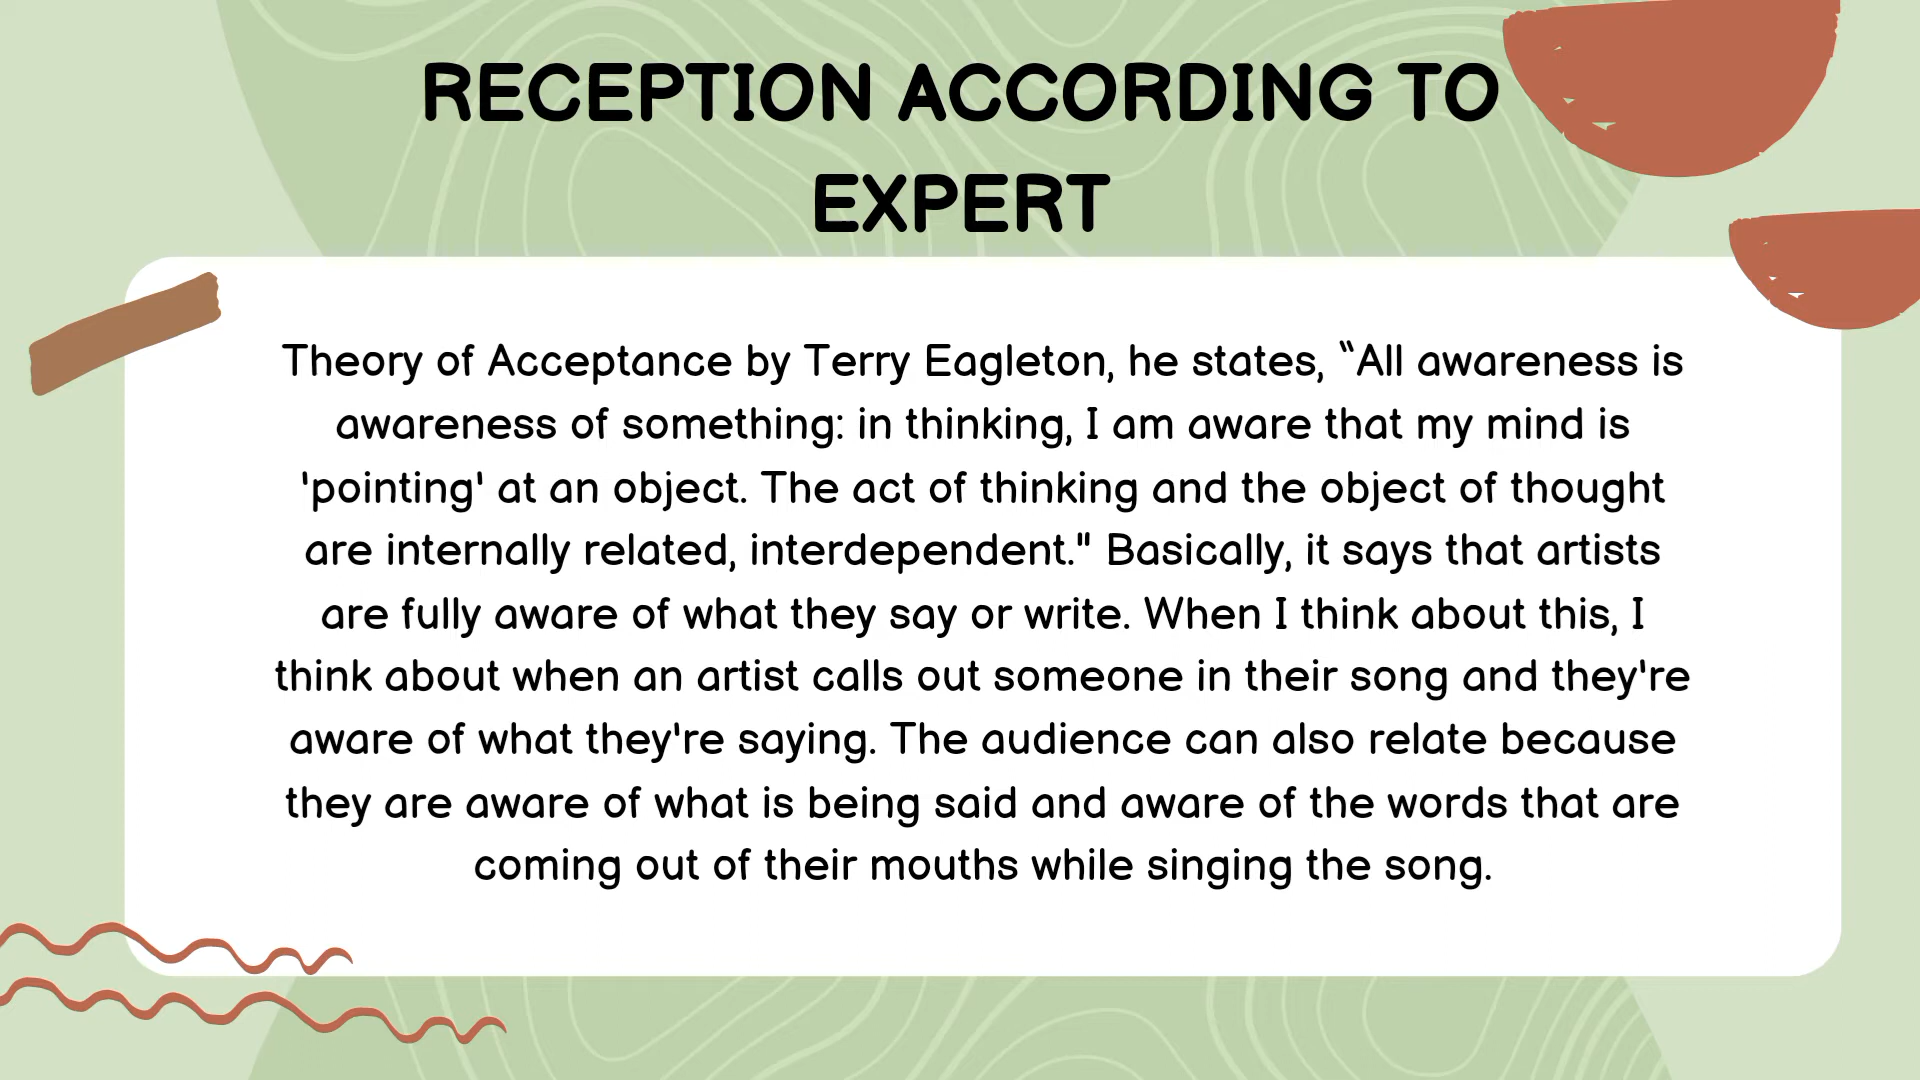 RECEPTION ACCORDING TO
EXPERT
Theory of Acceptance by Terry Eagleton, he states, “All awareness is
awareness of something: in thinking, I am aware that my mind is
'pointing' at an object. The act of thinking and the object of thought
are internally related, interdependent." Basically, it says that artists
are fully aware of what they say or write. When I think about this, I
think about when an artist calls out someone in their song and they're
aware of what they're saying. The audience can also relate because
they are aware of what is being said and aware of the words that are
coming out of their mouths while singing the song.